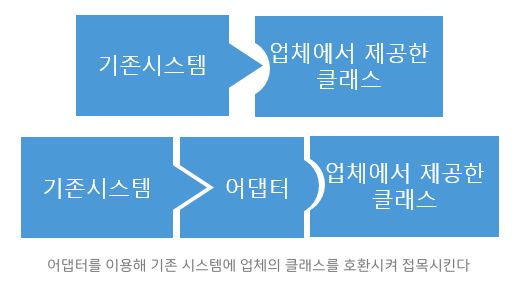 기존시스템
업체에서 제공한
클래스
기존시스템
어댑터
업체에서 제공한
클래스
어댑터를 이용해 기존 시스템에 업체의 클래스를 호환시켜 접목시킨다